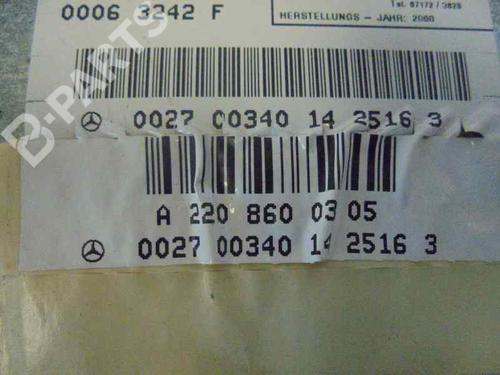 Tel. 07172 / 3828
0006 3242 F
HERSTELLUNGS - JAHR: 2000
B-PARTS
0027 00340 14 2516 3
A 220 860 03 05
0027 00340 14 2516 3